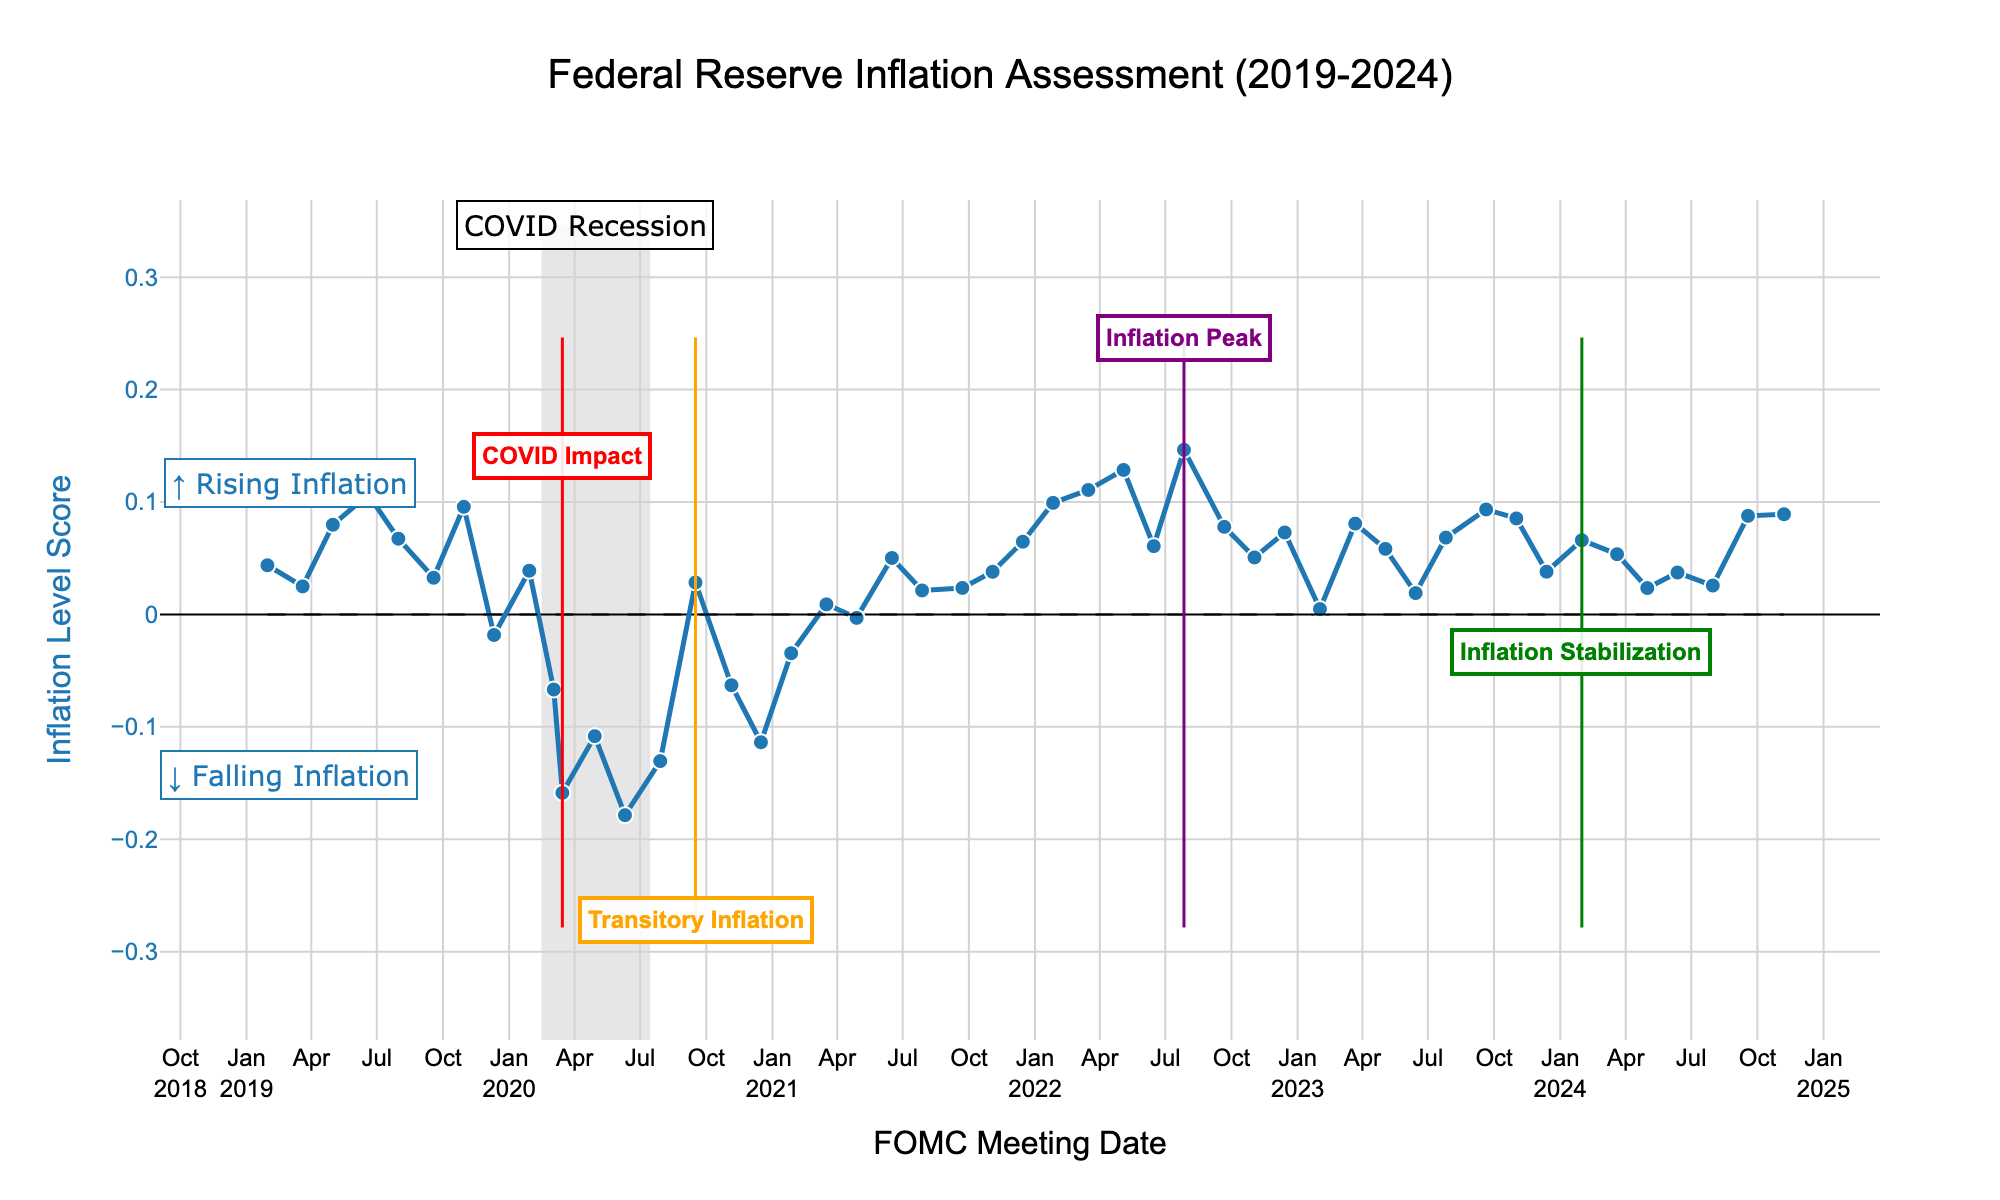 Federal Reserve Inflation Assessment (2019-2024)
COVID Recession
0.3
Inflation Peak
0.2
COVID Impact
↑ Rising Inflation
0.1
Inflation Level Score
0
Inflation Stabilization
−0.1
↓ Falling Inflation
−0.2
Transitory Inflation
−0.3
Oct Jan Apr Jul Oct Jan Apr Jul Oct Jan Apr Jul Oct Jan Apr Jul Oct Jan Apr Jul Oct Jan Apr Jul Oct Jan
2018 2019 2020 2021 2022 2023 2024 2025
FOMC Meeting Date